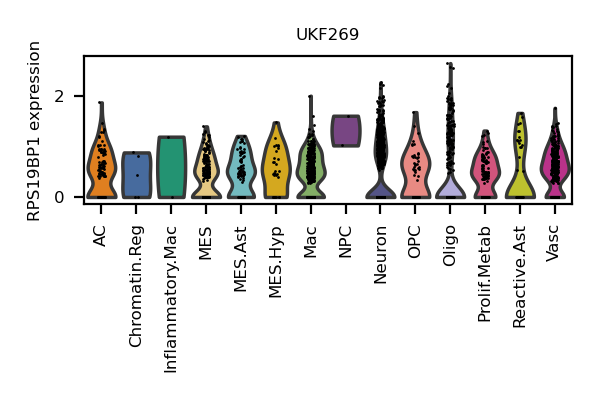 UKF269
RPS19BP1 expression
2
0
AC
Chromatin.Reg
Inflammatory.Mac
MES
MES.Ast
MES.Hyp
Mac
NPC
Neuron
OPC
Oligo
Prolif.Metab
Reactive.Ast
Vasc